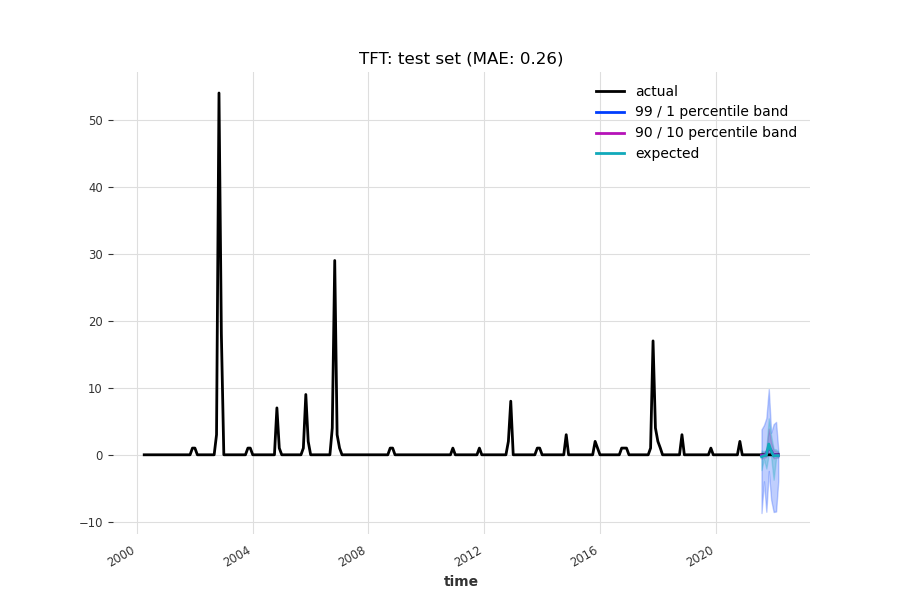 TFT: test set (MAE: 0.26)
actual
99 / 1 percentile band
90 / 10 percentile band
expected
50
40
30
20
10
0
−10
2000
2004
2008
2012
2016
2020
time